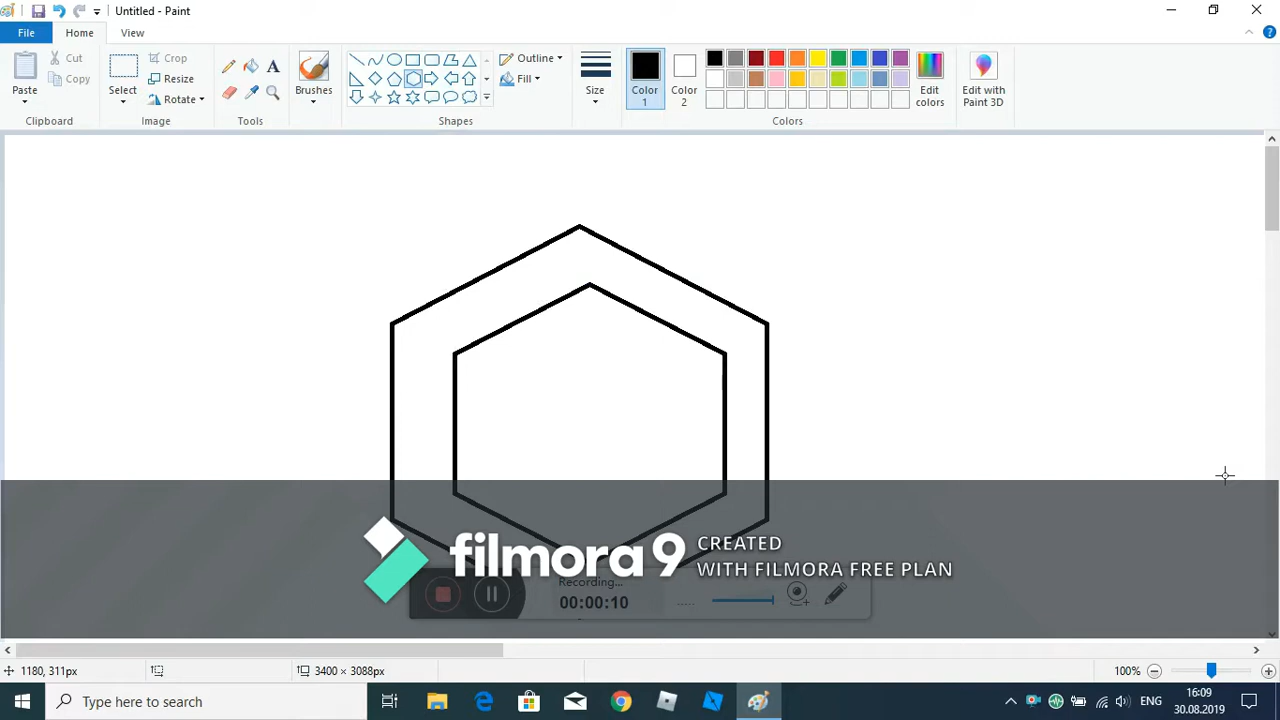 Untitled - Paint
File Home View
Paste
Cut
Copy
Clipboard
Select
Crop
Resize
Rotate
Image
A
Tools
Brushes
Outline
Fill
Shapes
Size
Color 1
Color 2
Edit colors
Colors
Edit with Paint 3D
filmora 9
CREATED
WITH FILMORA FREE PLAN
Recording...
00:00:10
1180, 311px
3400 × 3088px
100%
Type here to search
ENG
16:09
30.08.2019